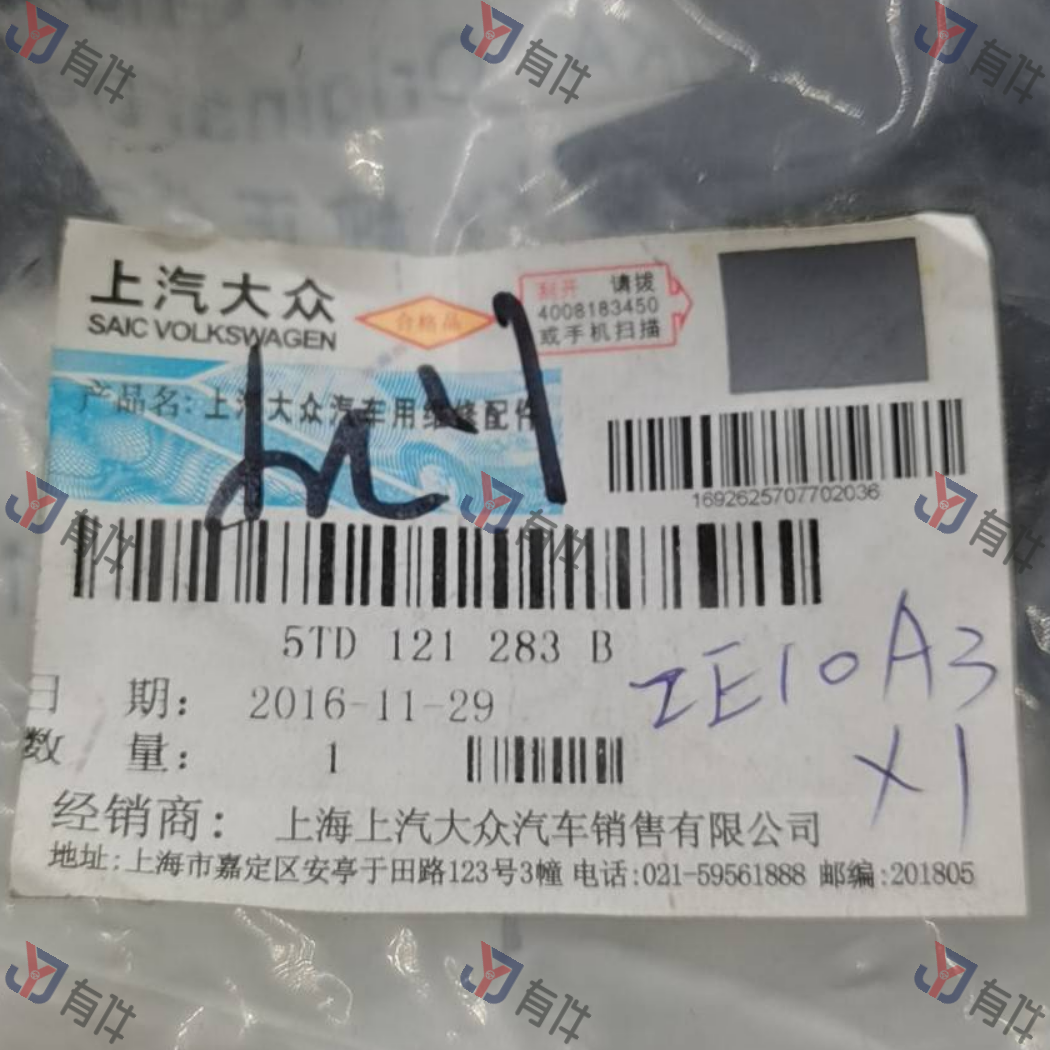 Original
上汽大众
SAIC VOLKSWAGEN
合格品
刮开 请拨
4008183450
或手机扫描
产品名: 上汽大众汽车用维修配件
1692625707702036
5TD 121 283 B
IE10A3
X1
日 期: 2016-11-29
数 量: 1
经销商: 上海上汽大众汽车销售有限公司
地址:上海市嘉定区安亭于田路123号3幢 电话:021-59561888 邮编:201805
有件
有件
有件
有件
有件
有件
有件
有件
有件